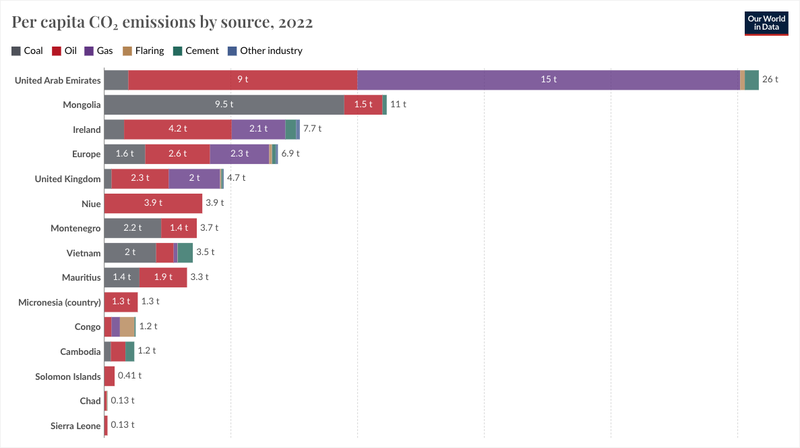 Per capita CO₂ emissions by source, 2022
Our World
in Data
Coal Oil Gas Flaring Cement Other industry
United Arab Emirates 9 t 15 t 26 t
Mongolia 9.5 t 1.5 t 11 t
Ireland 4.2 t 2.1 t 7.7 t
Europe 1.6 t 2.6 t 2.3 t 6.9 t
United Kingdom 2.3 t 2 t 4.7 t
Niue 3.9 t 3.9 t
Montenegro 2.2 t 1.4 t 3.7 t
Vietnam 2 t 3.5 t
Mauritius 1.4 t 1.9 t 3.3 t
Micronesia (country) 1.3 t 1.3 t
Congo 1.2 t
Cambodia 1.2 t
Solomon Islands 0.41 t
Chad 0.13 t
Sierra Leone 0.13 t